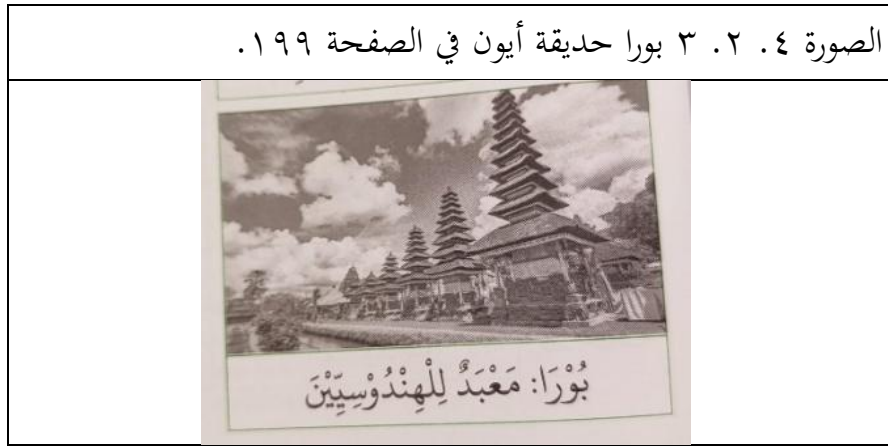 الصورة ٤. ٢. ٣ بورا حديقة أيون في الصفحة ١٩٩.
بُوْرَا: مَعْبَدٌ لِلْهِنْدُوْسِيِّيْنَ